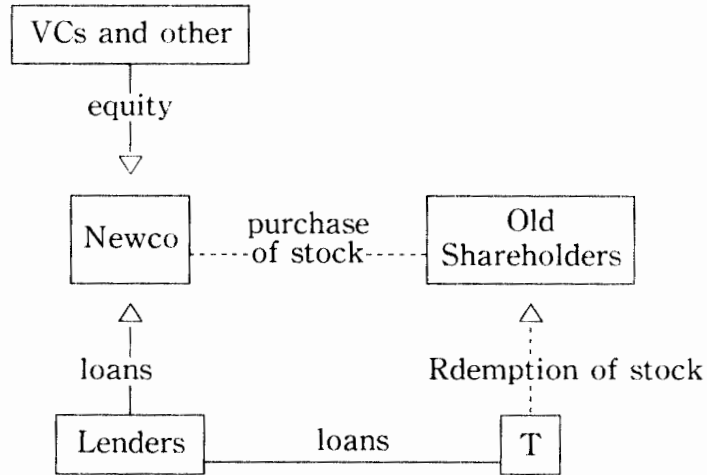 VCs and other
equity
Newco
purchase
of stock
Old
Shareholders
loans
Rdemption of stock
Lenders
loans
T